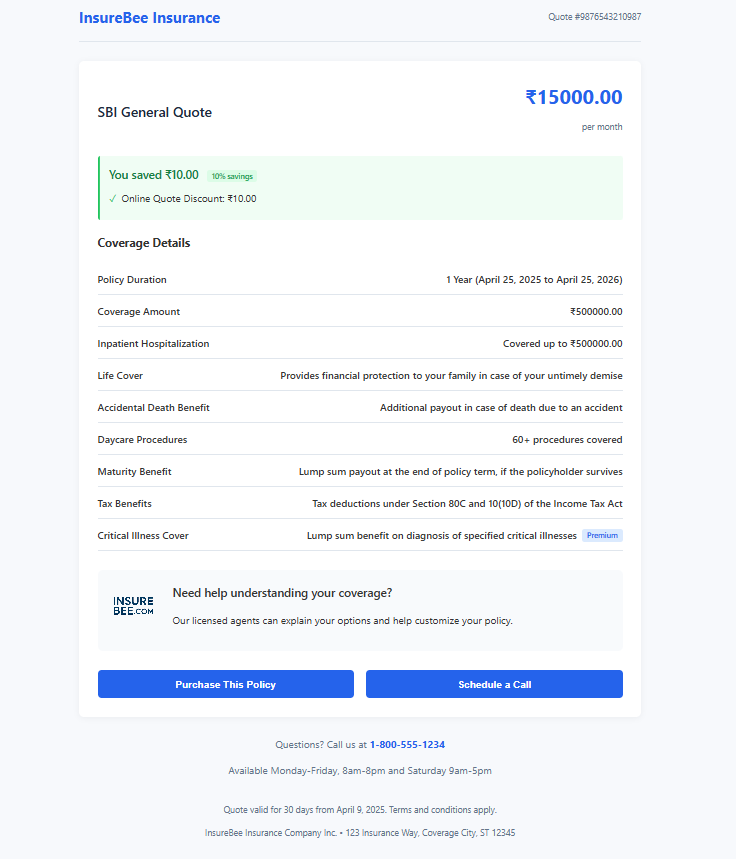 InsureBee Insurance
Quote #9876543210987
SBI General Quote
₹15000.00
per month
You saved ₹10.00 10% savings
✓ Online Quote Discount: ₹10.00
Coverage Details
Policy Duration 1 Year (April 25, 2025 to April 25, 2026)
Coverage Amount ₹500000.00
Inpatient Hospitalization Covered up to ₹500000.00
Life Cover Provides financial protection to your family in case of your untimely demise
Accidental Death Benefit Additional payout in case of death due to an accident
Daycare Procedures 60+ procedures covered
Maturity Benefit Lump sum payout at the end of policy term, if the policyholder survives
Tax Benefits Tax deductions under Section 80C and 10(10D) of the Income Tax Act
Critical Illness Cover Lump sum benefit on diagnosis of specified critical illnesses Premium
INSURE
BEE.COM
Need help understanding your coverage?
Our licensed agents can explain your options and help customize your policy.
Purchase This Policy
Schedule a Call
Questions? Call us at 1-800-555-1234
Available Monday-Friday, 8am-8pm and Saturday 9am-5pm
Quote valid for 30 days from April 9, 2025. Terms and conditions apply.
InsureBee Insurance Company Inc. • 123 Insurance Way, Coverage City, ST 12345